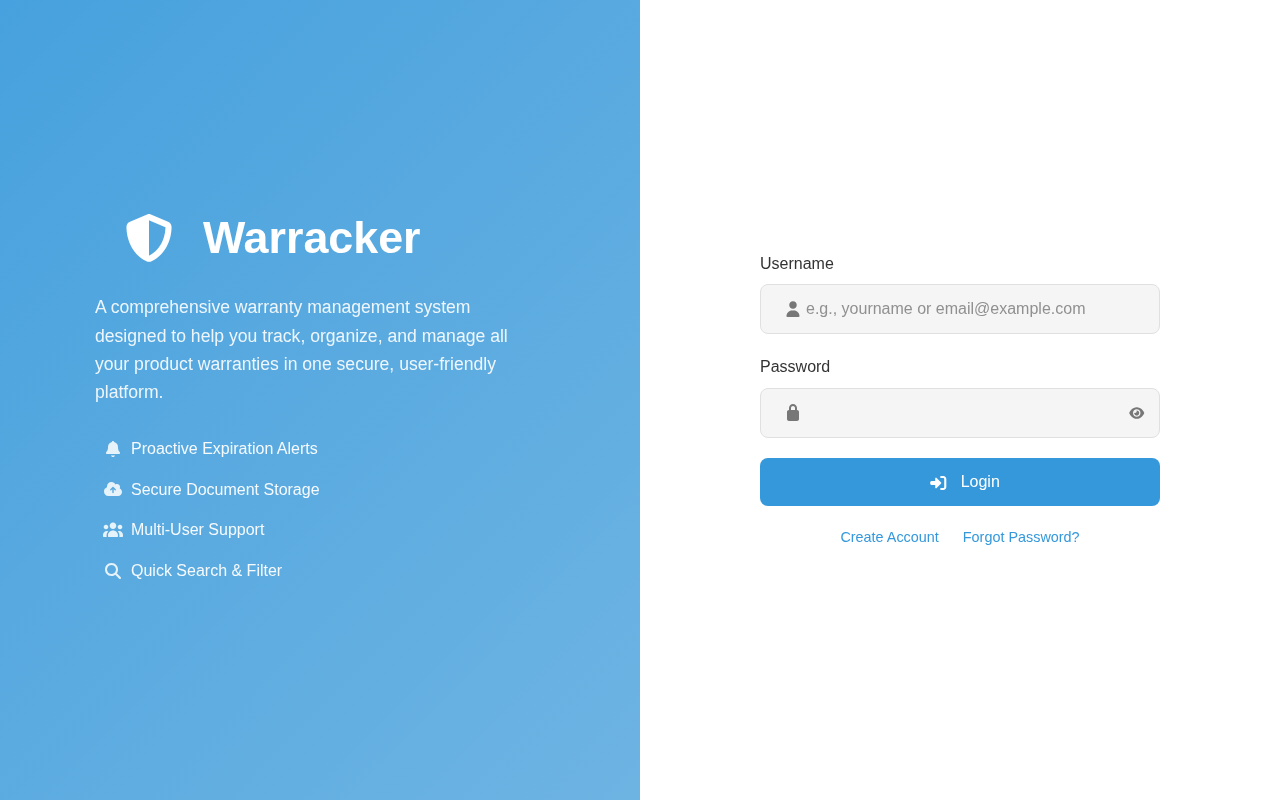 Warracker
A comprehensive warranty management system
designed to help you track, organize, and manage all
your product warranties in one secure, user-friendly
platform.
Proactive Expiration Alerts
Secure Document Storage
Multi-User Support
Quick Search & Filter
Username
e.g., yourname or email@example.com
Password
Login
Create Account Forgot Password?